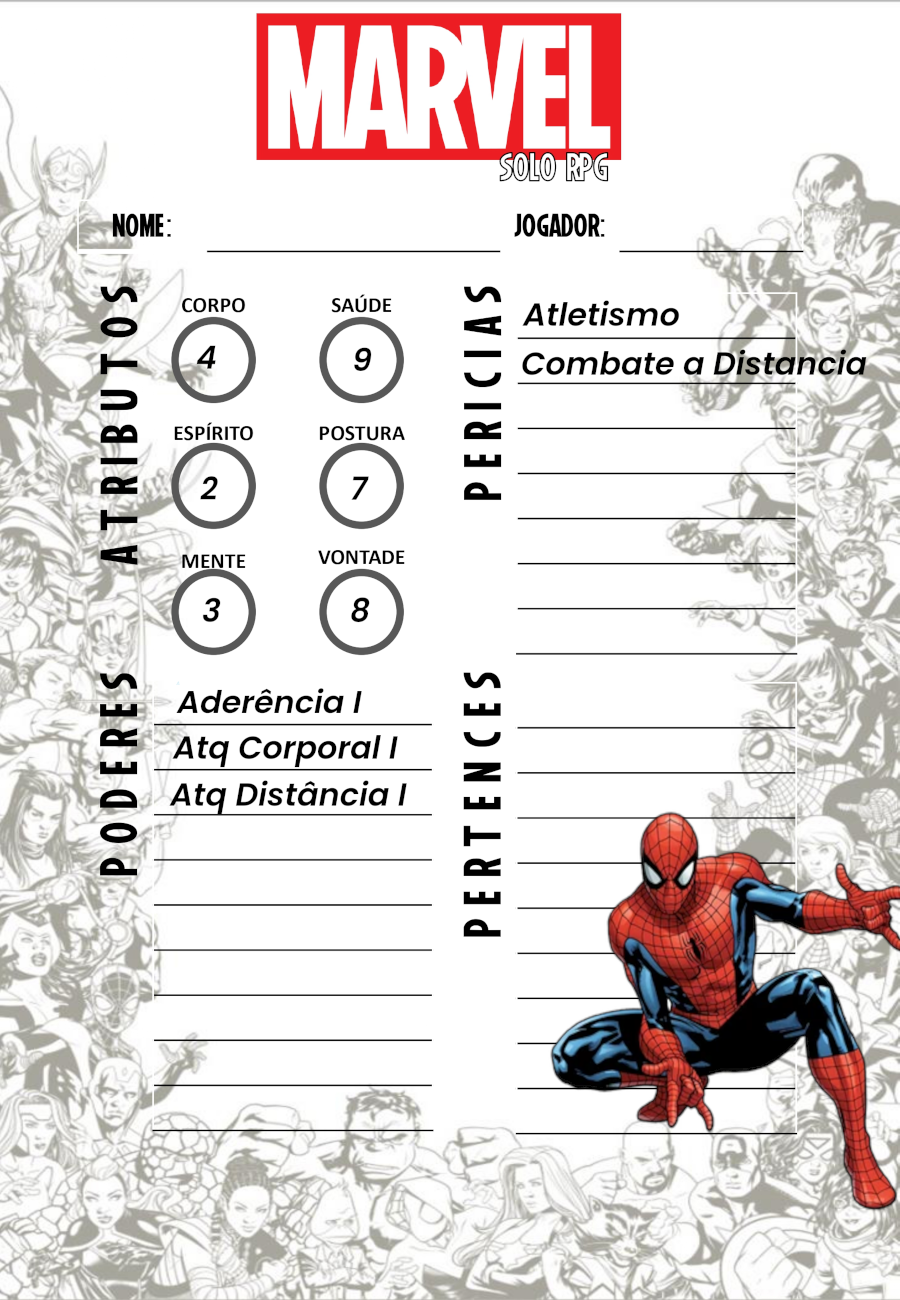 MARVEL
SOLO RPG
NOME:
JOGADOR:
ATRIBUTOS
CORPO
SAÚDE
4
9
ESPÍRITO
POSTURA
2
7
MENTE
VONTADE
3
8
PERICIAS
Atletismo
Combate a Distancia
PODERES
Aderência I
Atq Corporal I
Atq Distância I
PERTENCES